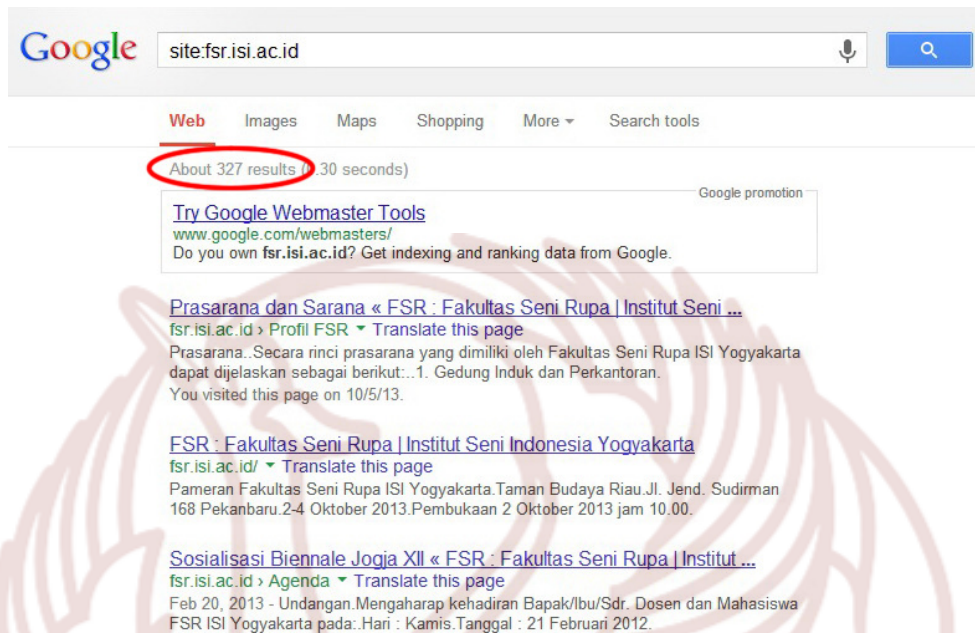 Google site:fsr.isi.ac.id
Web Images Maps Shopping More Search tools
About 327 results (0.30 seconds)
Google promotion
Try Google Webmaster Tools
www.google.com/webmasters/
Do you own fsr.isi.ac.id? Get indexing and ranking data from Google.
Prasarana dan Sarana « FSR : Fakultas Seni Rupa | Institut Seni ...
fsr.isi.ac.id › Profil FSR Translate this page
Prasarana..Secara rinci prasarana yang dimiliki oleh Fakultas Seni Rupa ISI Yogyakarta
dapat dijelaskan sebagai berikut:..1. Gedung Induk dan Perkantoran.
You visited this page on 10/5/13.
FSR : Fakultas Seni Rupa | Institut Seni Indonesia Yogyakarta
fsr.isi.ac.id/ Translate this page
Pameran Fakultas Seni Rupa ISI Yogyakarta.Taman Budaya Riau.Jl. Jend. Sudirman
168 Pekanbaru.2-4 Oktober 2013.Pembukaan 2 Oktober 2013 jam 10.00.
Sosialisasi Biennale Jogja XII « FSR : Fakultas Seni Rupa | Institut ...
fsr.isi.ac.id › Agenda Translate this page
Feb 20, 2013 - Undangan.Mengaharap kehadiran Bapak/Ibu/Sdr. Dosen dan Mahasiswa
FSR ISI Yogyakarta pada:.Hari : Kamis.Tanggal : 21 Februari 2012.